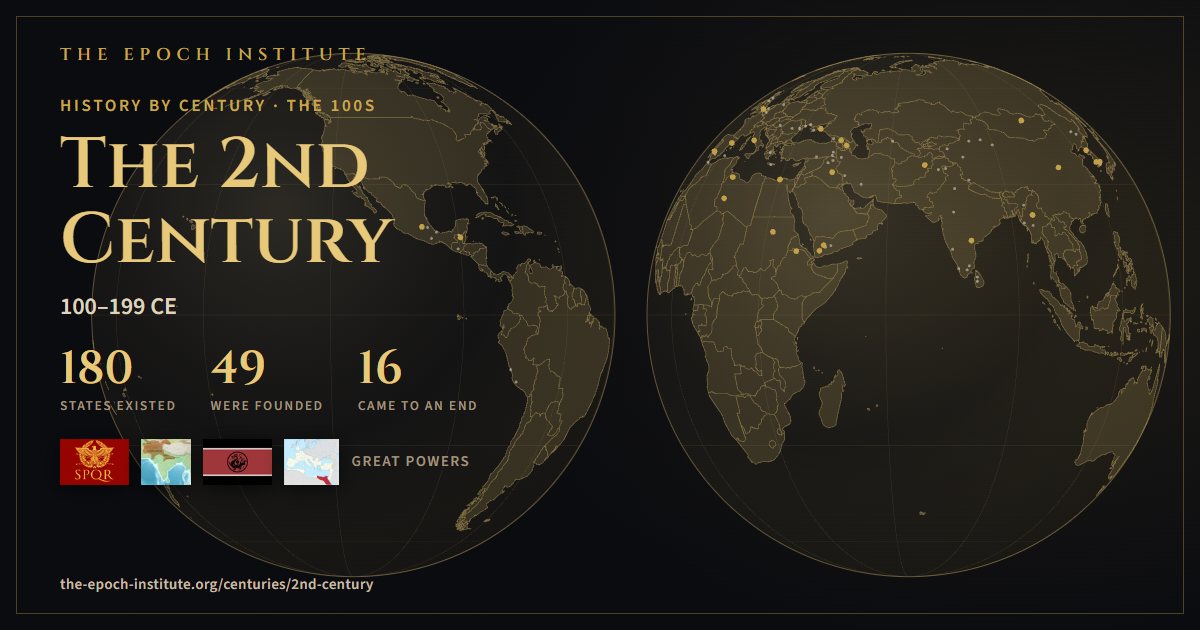 THE EPOCH INSTITUTE
HISTORY BY CENTURY · THE 100S
THE 2ND
CENTURY
100–199 CE
180 49 16
STATES EXISTED WERE FOUNDED CAME TO AN END
SPQR
GREAT POWERS
the-epoch-institute.org/centuries/2nd-century